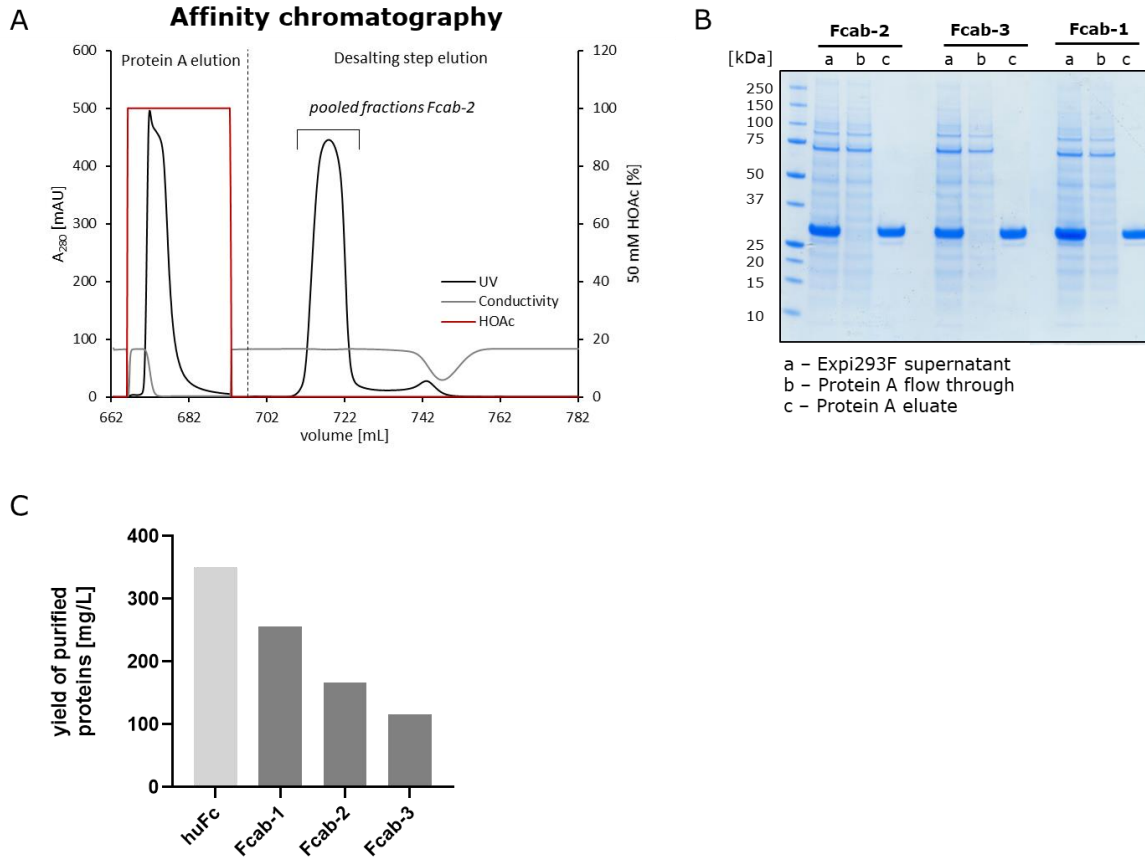 A
Affinity chromatography
Protein A elution
Desalting step elution
pooled fractions Fcab-2
600
500
400
300
200
100
0
A280 [mAU]
120
100
80
60
40
20
0
50 mM HOAc [%]
UV
Conductivity
HOAc
662 682 702 722 742 762 782
volume [mL]
B
Fcab-2 Fcab-3 Fcab-1
[kDa] a b c a b c a b c
250
150
100
75
50
37
25
20
15
10
a – Expi293F supernatant
b – Protein A flow through
c – Protein A eluate
C
yield of purified
proteins [mg/L]
400
300
200
100
0
huFc Fcab-1 Fcab-2 Fcab-3